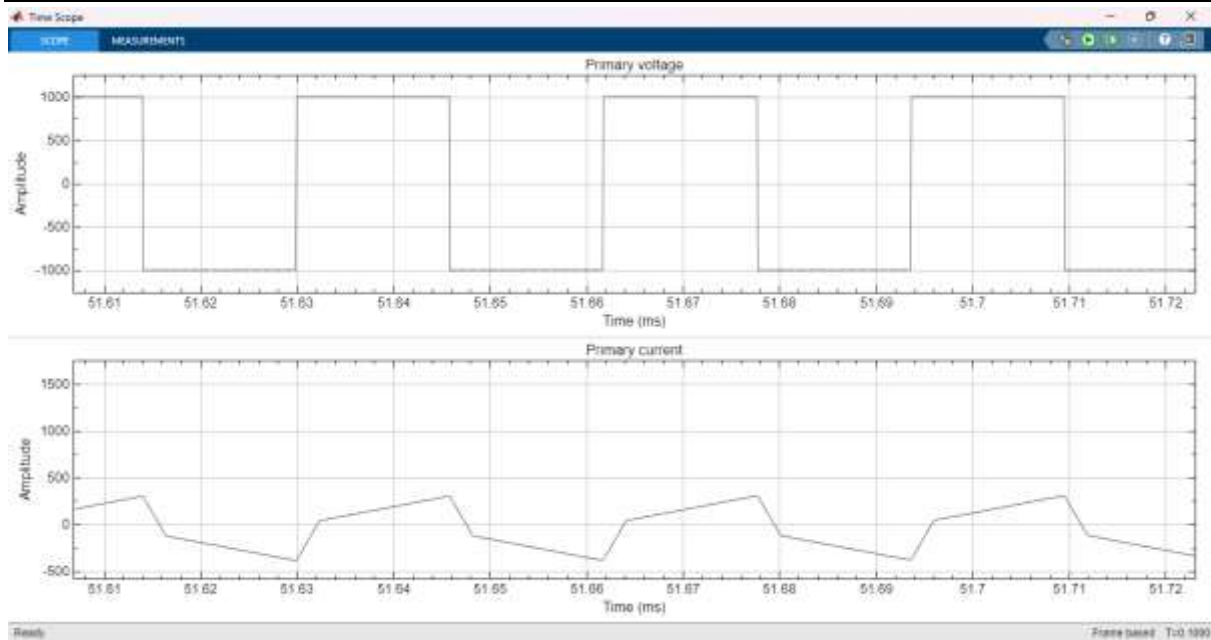 Time Scope
SCOPE MEASUREMENTS
Primary voltage
1000
500
0
-500
-1000
Amplitude
51.61 51.62 51.63 51.64 51.65 51.66 51.67 51.68 51.69 51.7 51.71 51.72
Time (ms)
Primary current
1500
1000
500
0
-500
Amplitude
51.61 51.62 51.63 51.64 51.65 51.66 51.67 51.68 51.69 51.7 51.71 51.72
Time (ms)
Ready Frame based T=0.1000